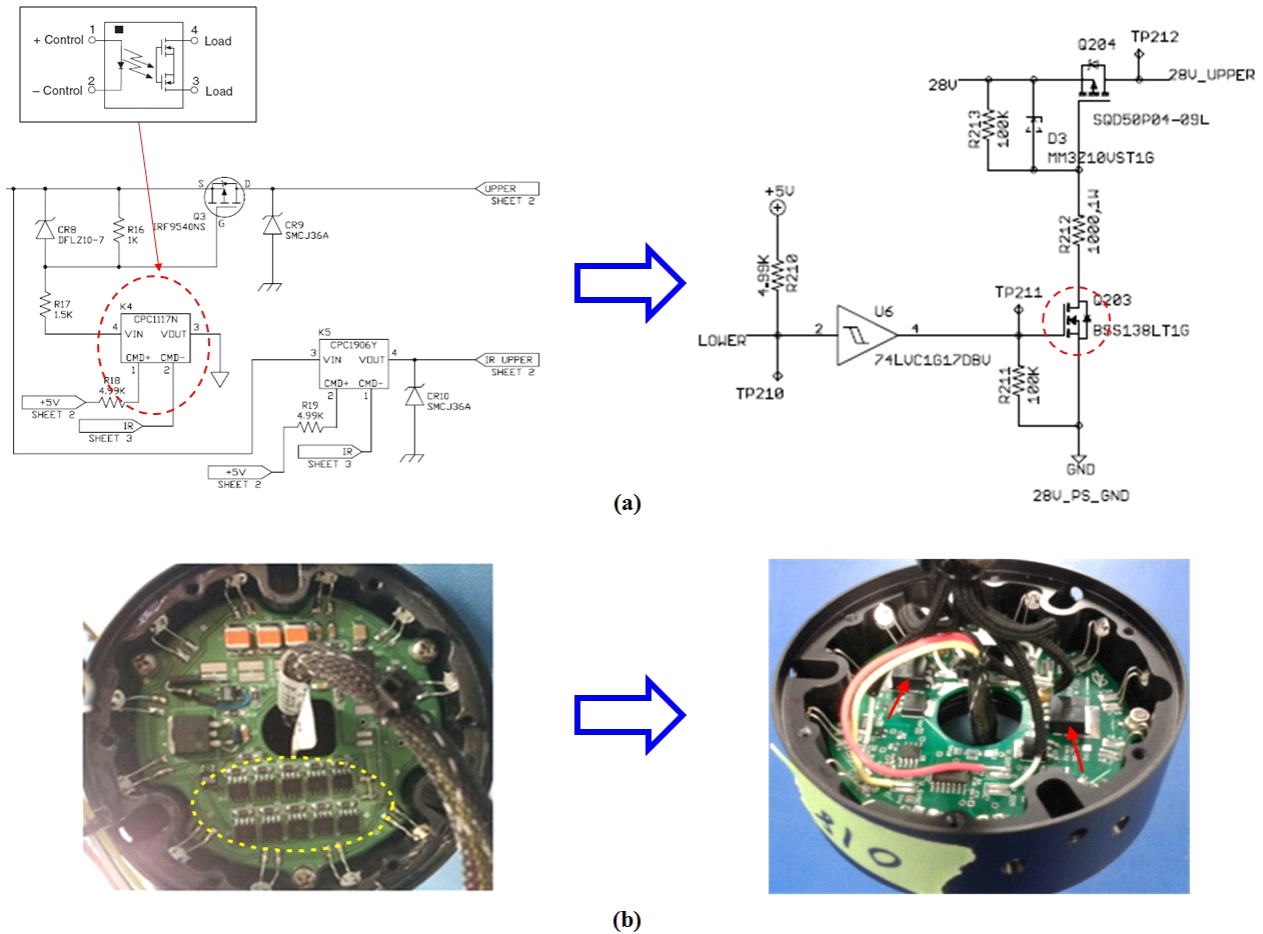 1
4
+ Control
Load
2
3
– Control
Load
28V
Q204
TP212
28V_UPPER
SQD50P04-09L
R213
100K
D3
MM3Z10VST1G
S
D
UPPER
SHEET 2
Q3
IRF9540NS
G
CR8
DFLZ10-7
R16
1K
CR9
SMCJ36A
+5V
4.99K
R210
R212
1000,1W
R17
1.5K
K4
CPC1117N
4
VIN
VOUT
3
CMD+
CMD-
1
2
R18
4.99K
+5V
SHEET 2
IR
SHEET 3
K5
CPC1906Y
3
VIN
VOUT
4
CMD+
CMD-
2
1
IR UPPER
SHEET 2
CR10
SMCJ36A
R19
4.99K
IR
SHEET 3
+5V
SHEET 2
LOWER
2
U6
4
74LVC1G17DBV
TP210
TP211
Q203
BSS138LT1G
R211
100K
GND
28V_PS_GND
(a)
210
(b)